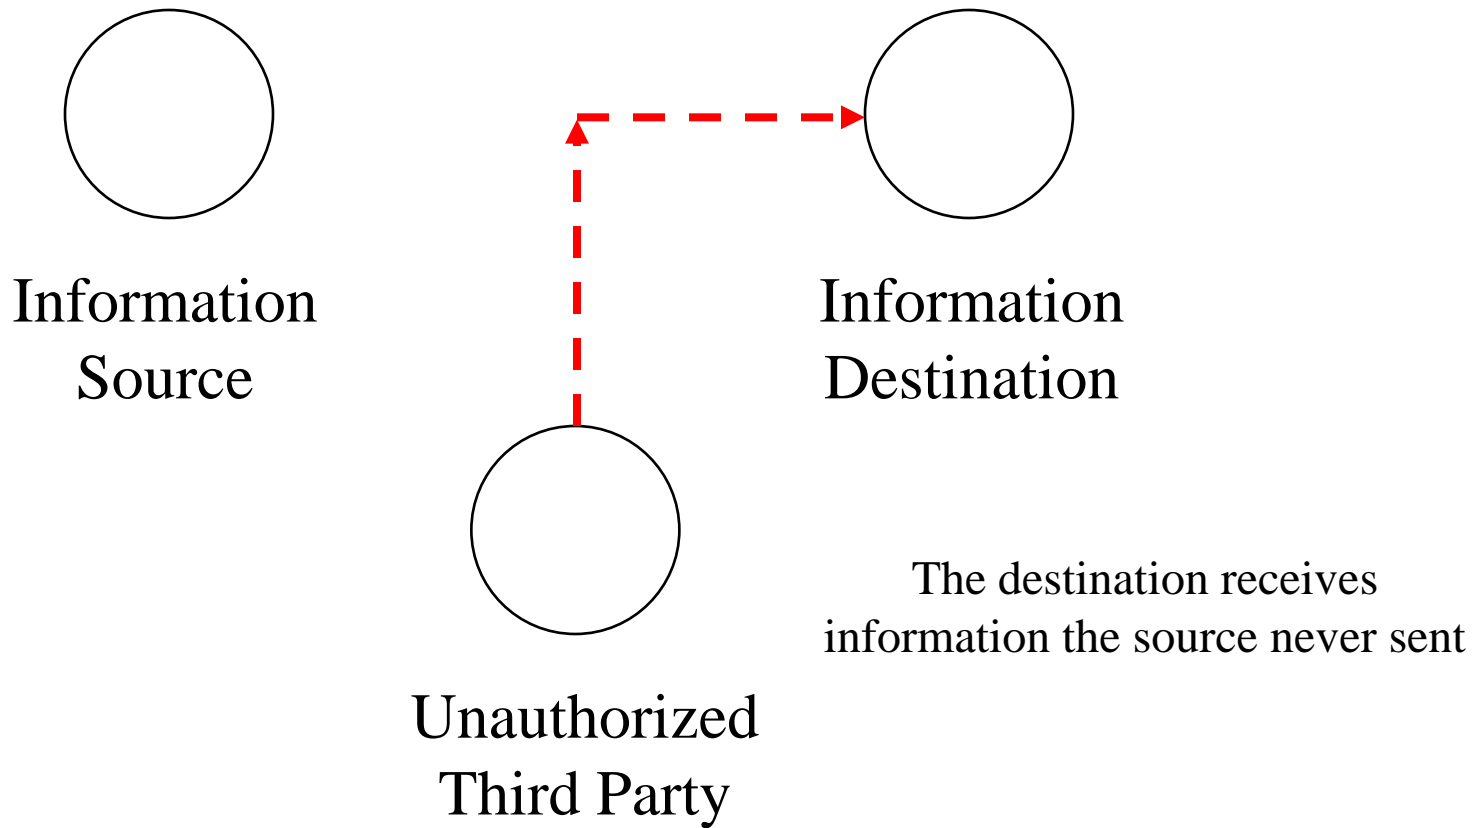 Information
Source
Information
Destination
The destination receives
information the source never sent
Unauthorized
Third Party